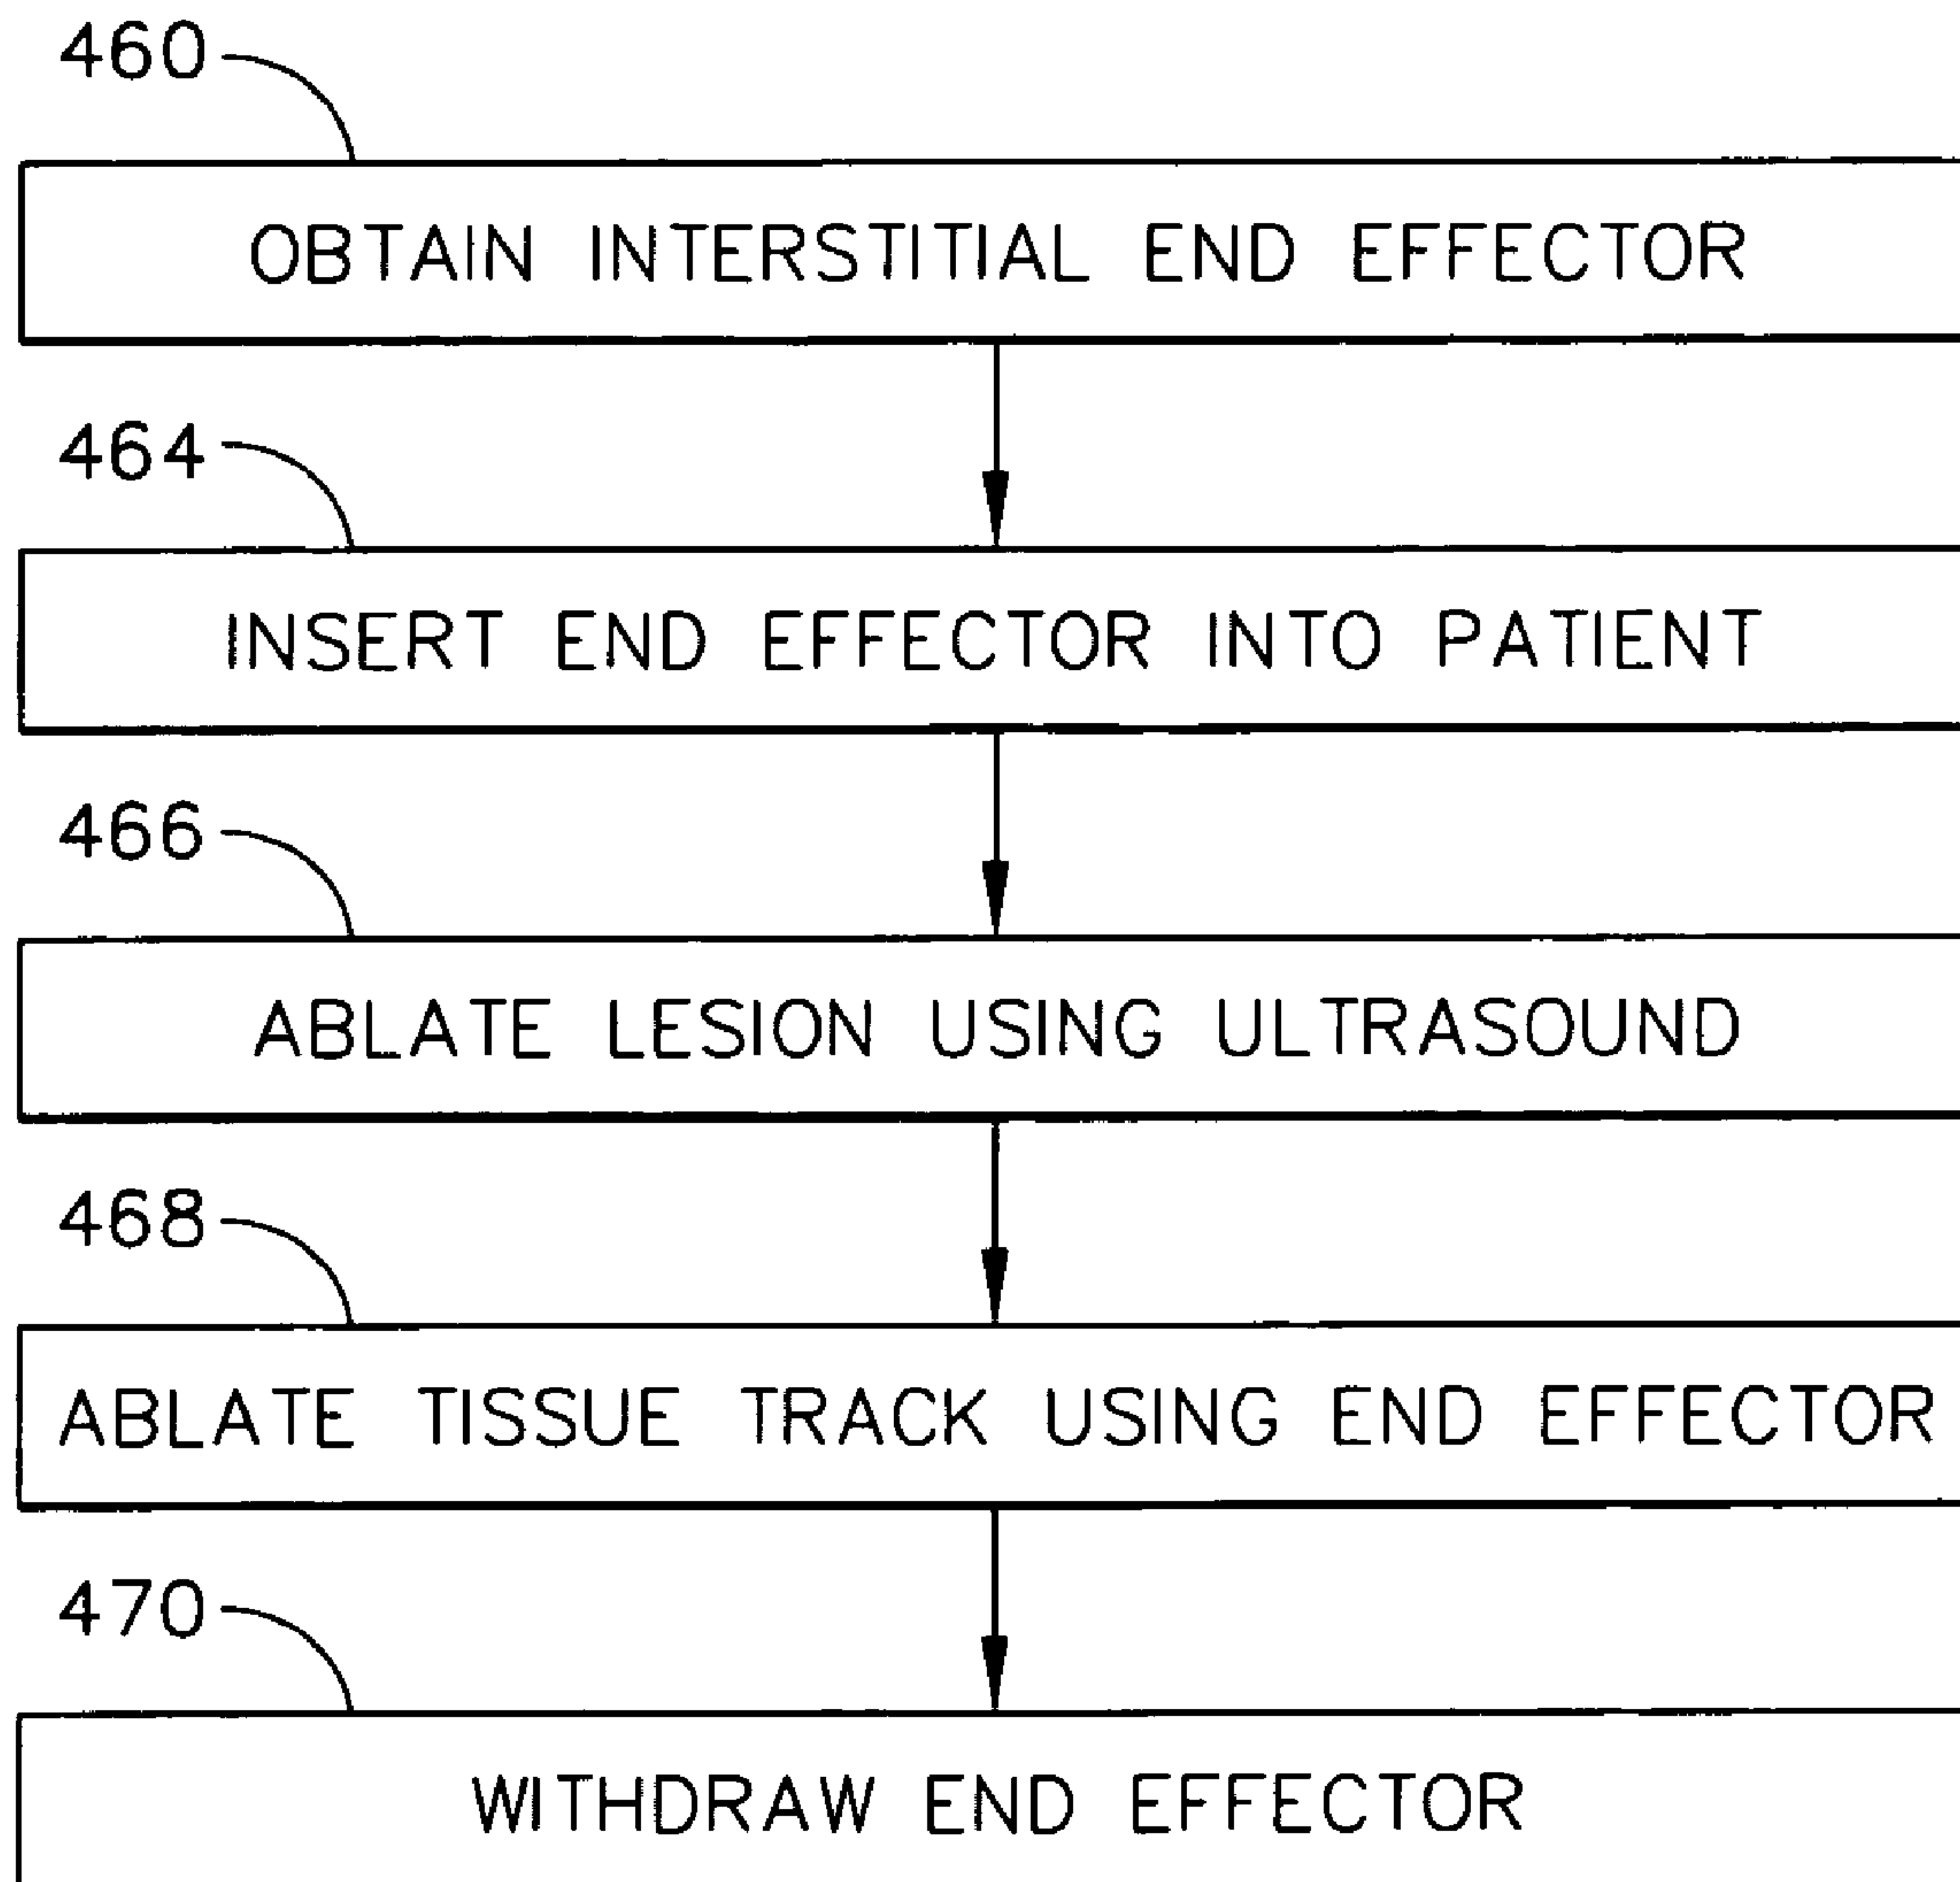 460
OBTAIN INTERSTITIAL END EFFECTOR
464
INSERT END EFFECTOR INTO PATIENT
466
ABLATE LESION USING ULTRASOUND
468
ABLATE TISSUE TRACK USING END EFFECTOR
470
WITHDRAW END EFFECTOR